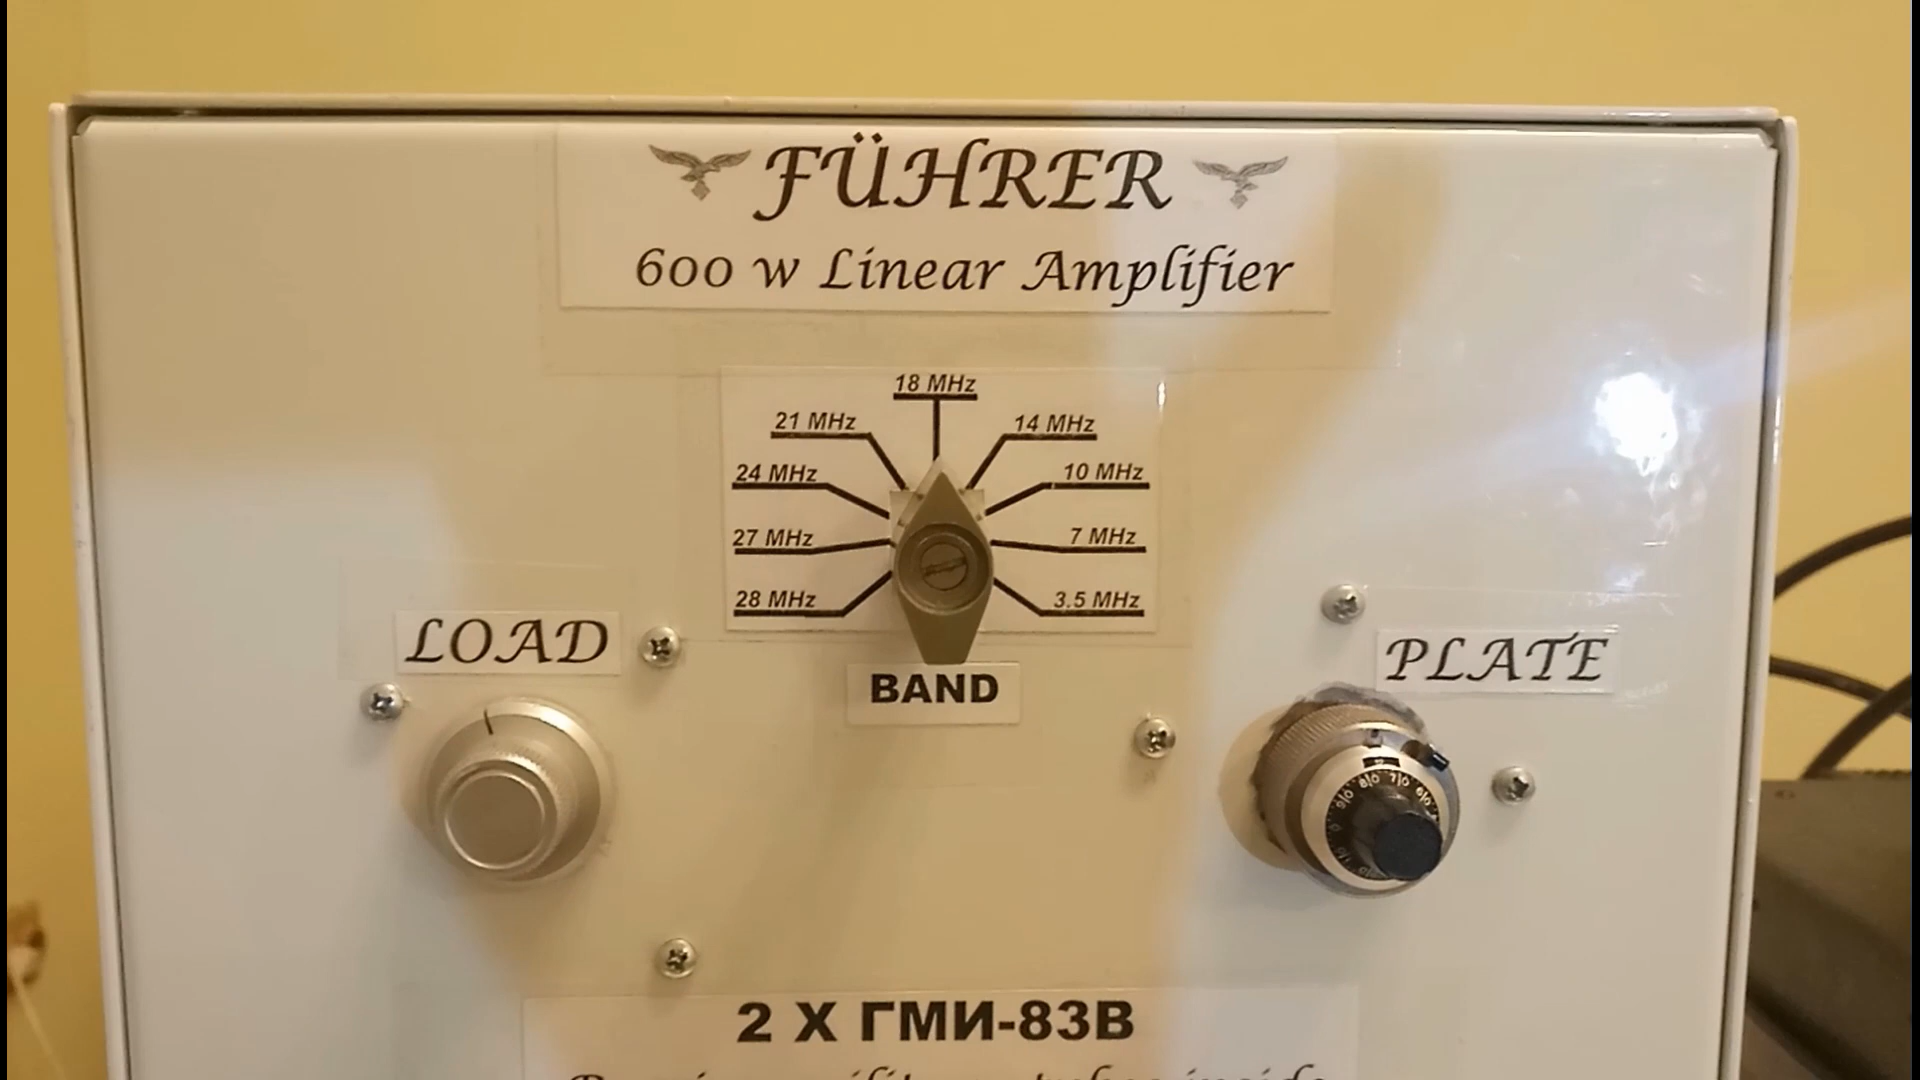 FÜHRER
600 w Linear Amplifier
18 MHz
21 MHz
14 MHz
24 MHz
10 MHz
27 MHz
7 MHz
28 MHz
3.5 MHz
LOAD
PLATE
BAND
2 X ГМИ-83В